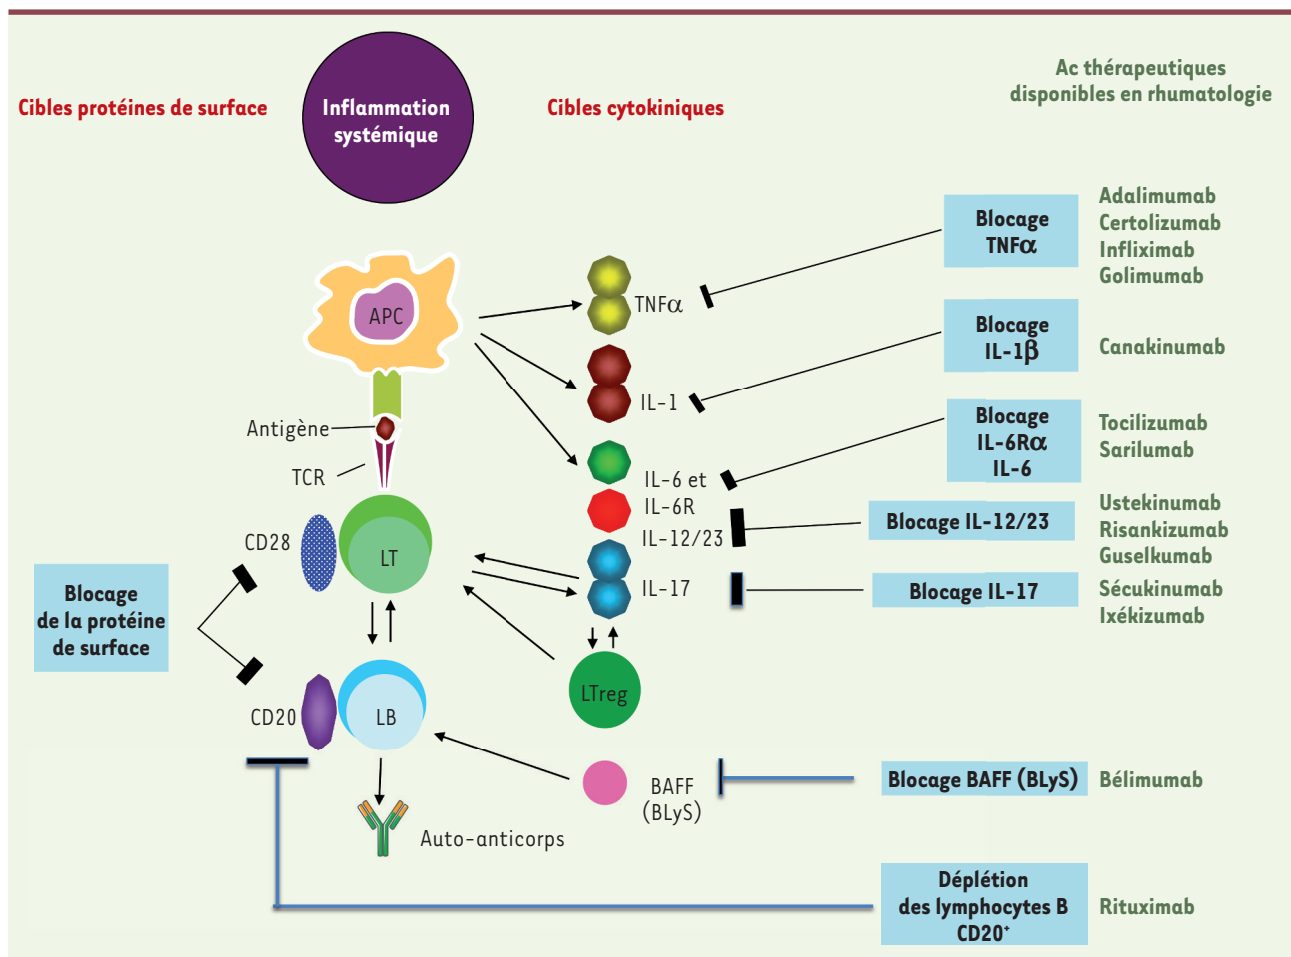 Cibles protéines de surface
Inflammation
systémique
Cibles cytokiniques
Ac thérapeutiques
disponibles en rhumatologie
APC
Antigène
TCR
CD28
LT
Blocage
de la protéine
de surface
CD20
LB
Auto-anticorps
TNFα
IL-1
IL-6 et
IL-6R
IL-12/23
IL-17
LTreg
BAFF
(BLyS)
Blocage
TNFα
Adalimumab
Certolizumab
Infliximab
Golimumab
Blocage
IL-1β
Canakinumab
Blocage
IL-6Rα
IL-6
Tocilizumab
Sarilumab
Blocage IL-12/23
Ustekinumab
Risankizumab
Guselkumab
Blocage IL-17
Sécukinumab
Ixékizumab
Blocage BAFF (BLyS)
Bélimumab
Déplétion
des lymphocytes B
CD20⁺
Rituximab